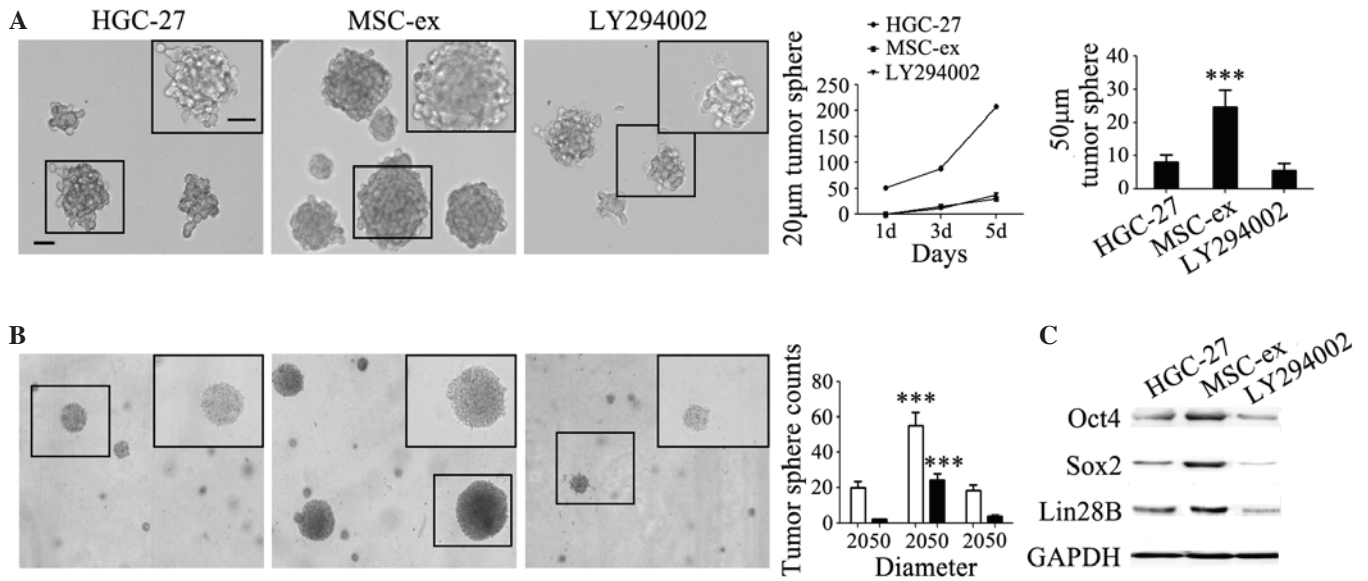 A
HGC-27
MSC-ex
LY294002
20µm tumor sphere
HGC-27
MSC-ex
LY294002
250
200
150
100
50
0
1d 3d 5d
Days
50µm
tumor sphere
40
30
20
10
0
***
HGC-27
MSC-ex
LY294002
B
Tumor sphere counts
80
60
40
20
0
***
***
2050 2050 2050
Diameter
C
HGC-27
MSC-ex
LY294002
Oct4
Sox2
Lin28B
GAPDH